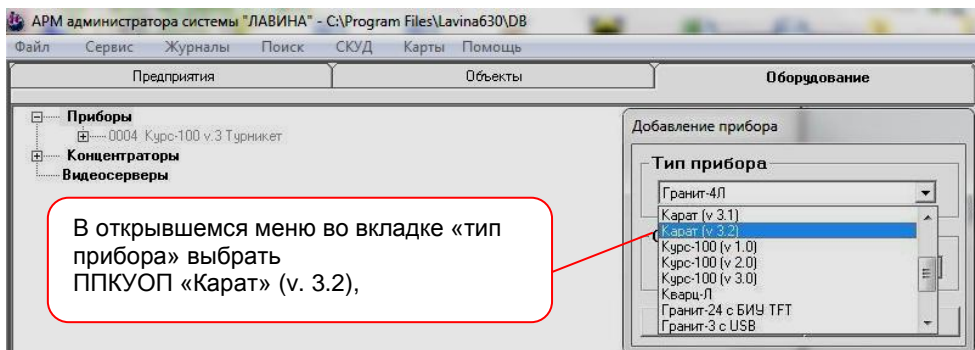 АРМ администратора системы "ЛАВИНА" - C:\Program Files\Lavina630\DB
Файл Сервис Журналы Поиск СКУД Карты Помощь
Предприятия Объекты Оборудование
Приборы
0004 Курс-100 v.3 Турникет
Концентраторы
Видеосерверы
В открывшемся меню во вкладке «тип
прибора» выбрать
ППКУОП «Карат» (v. 3.2),
Добавление прибора
Тип прибора
Гранит-4Л
Карат (v 3.1)
Карат (v 3.2)
Курс-100 (v 1.0)
Курс-100 (v 2.0)
Курс-100 (v 3.0)
Кварц-Л
Гранит-24 с БИУ TFT
Гранит-3 с USB